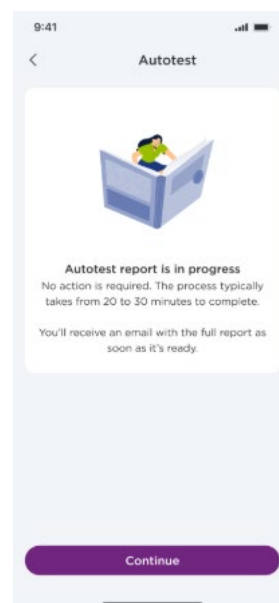 9:41
Autotest
Autotest report is in progress
No action is required. The process typically
takes from 20 to 30 minutes to complete.
You'll receive an email with the full report as
soon as it's ready.
Continue